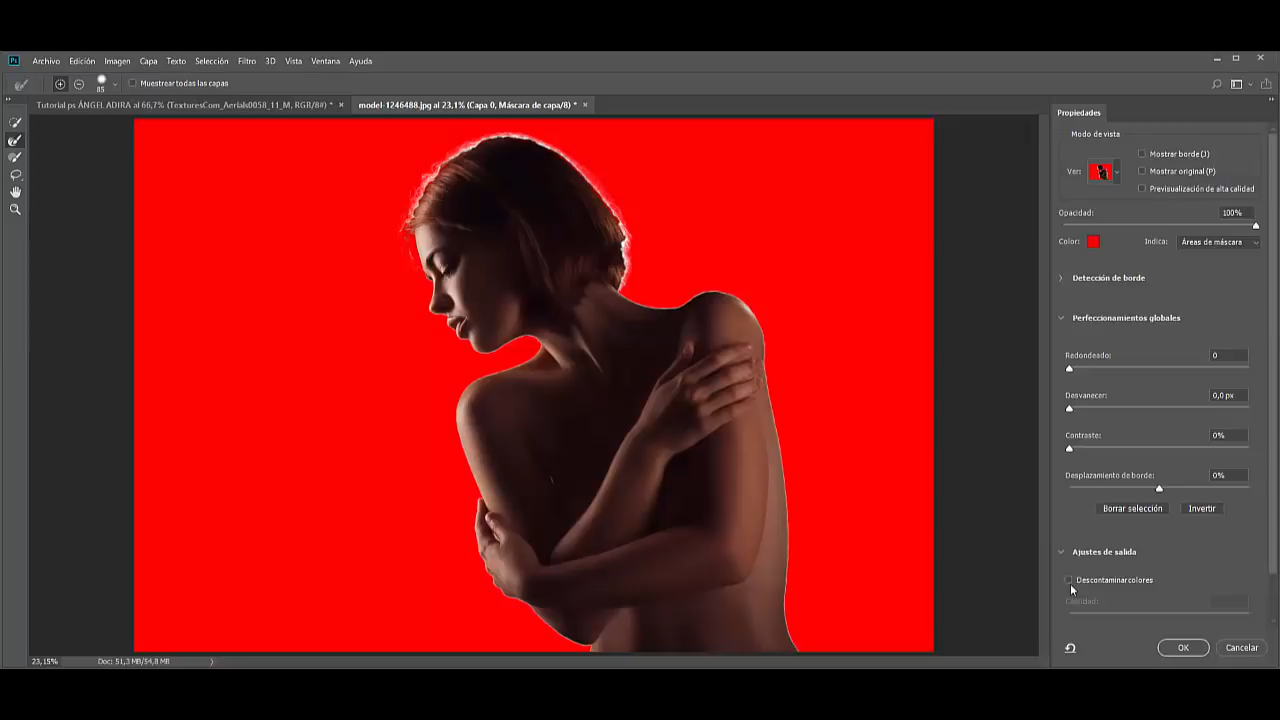 Ps Archivo Edición Imagen Capa Texto Selección Filtro 3D Vista Ventana Ayuda
85 Muestrear todas las capas
Tutorial ps ÁNGEL ADIRA al 66,7% (TexturesCom_Aerials0058_11_M, RGB/8#) * × model-1246488.jpg al 23,1% (Capa 0, Máscara de capa/8) * ×
Propiedades
Modo de vista
Mostrar borde (J)
Ver: Mostrar original (P)
Previsualización de alta calidad
Opacidad: 100%
Color: Indica: Áreas de máscara
Detección de borde
Perfeccionamientos globales
Redondeado: 0
Desvanecer: 0,0 px
Contraste: 0%
Desplazamiento de borde: 0%
Borrar selección Invertir
Ajustes de salida
Descontaminar colores
Cantidad:
OK Cancelar
23,15% Doc: 51,3 MB/54,8 MB